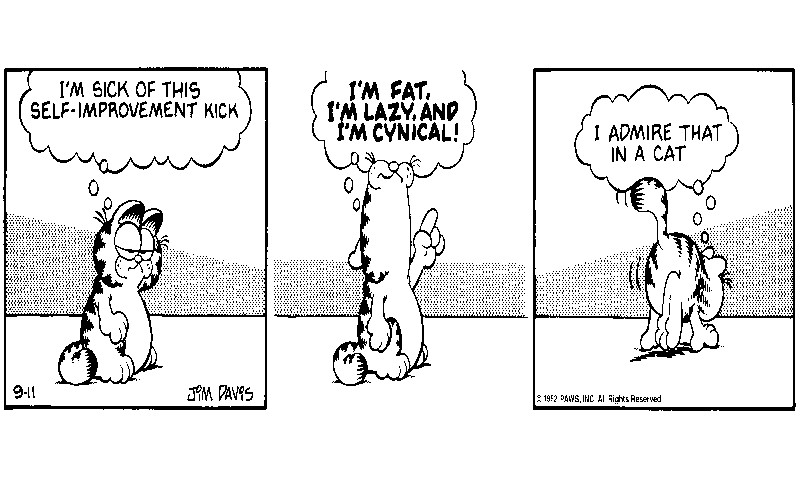 I'M SICK OF THIS
SELF-IMPROVEMENT KICK
9-11
JIM DAVIS
I'M FAT,
I'M LAZY, AND
I'M CYNICAL!
I ADMIRE THAT
IN A CAT
© 1982 PAWS, INC. All Rights Reserved